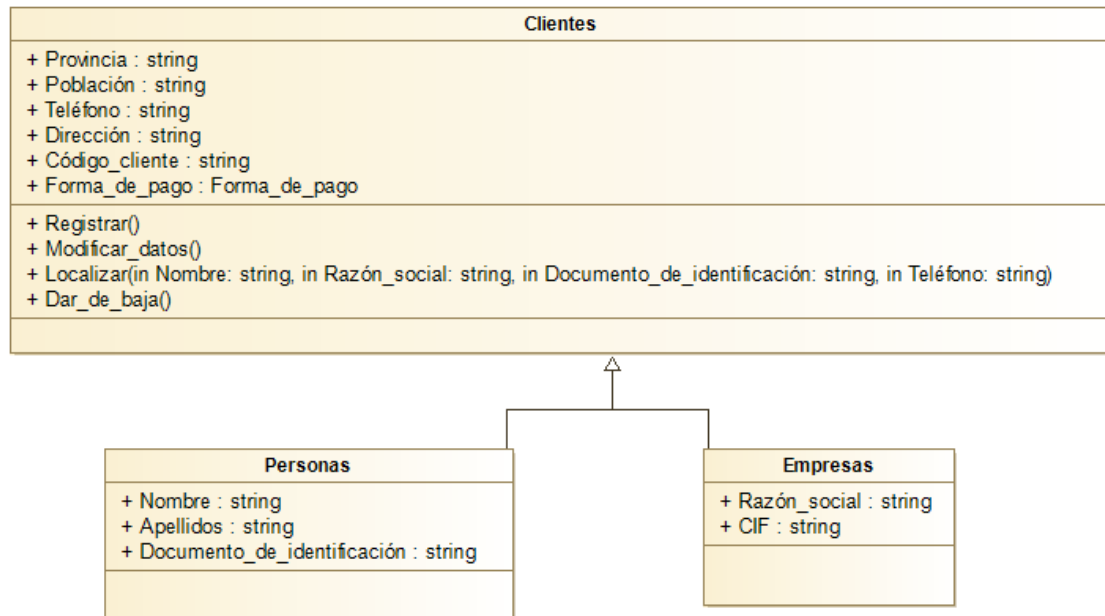 Clientes
+ Provincia : string
+ Población : string
+ Teléfono : string
+ Dirección : string
+ Código_cliente : string
+ Forma_de_pago : Forma_de_pago
+ Registrar()
+ Modificar_datos()
+ Localizar(in Nombre: string, in Razón_social: string, in Documento_de_identificación: string, in Teléfono: string)
+ Dar_de_baja()
Personas
+ Nombre : string
+ Apellidos : string
+ Documento_de_identificación : string
Empresas
+ Razón_social : string
+ CIF : string